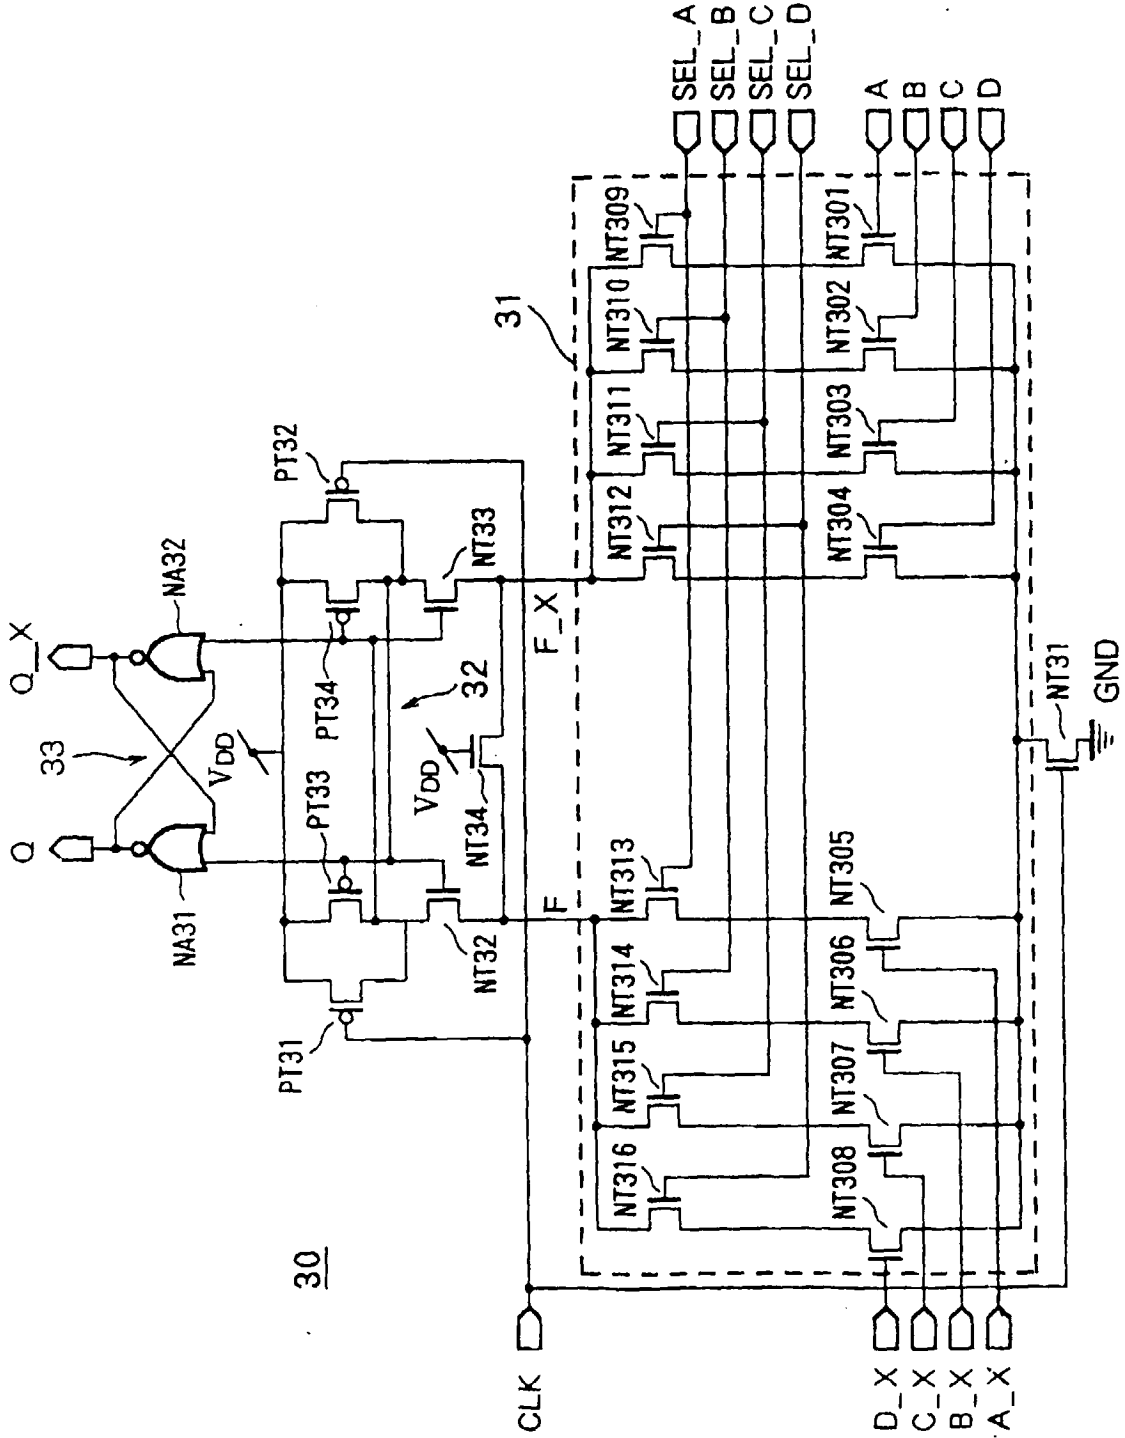 30
Q
Q_X
33
NA31
NA32
VDD
PT31
PT33
PT34
PT32
32
VDD
NT32
NT34
NT33
F
F_X
31
CLK
NT316
NT315
NT314
NT313
NT312
NT311
NT310
NT309
SEL_A
SEL_B
SEL_C
SEL_D
NT308
NT307
NT306
NT305
NT304
NT303
NT302
NT301
A
B
C
D
D_X
C_X
B_X
A_X
NT31
GND